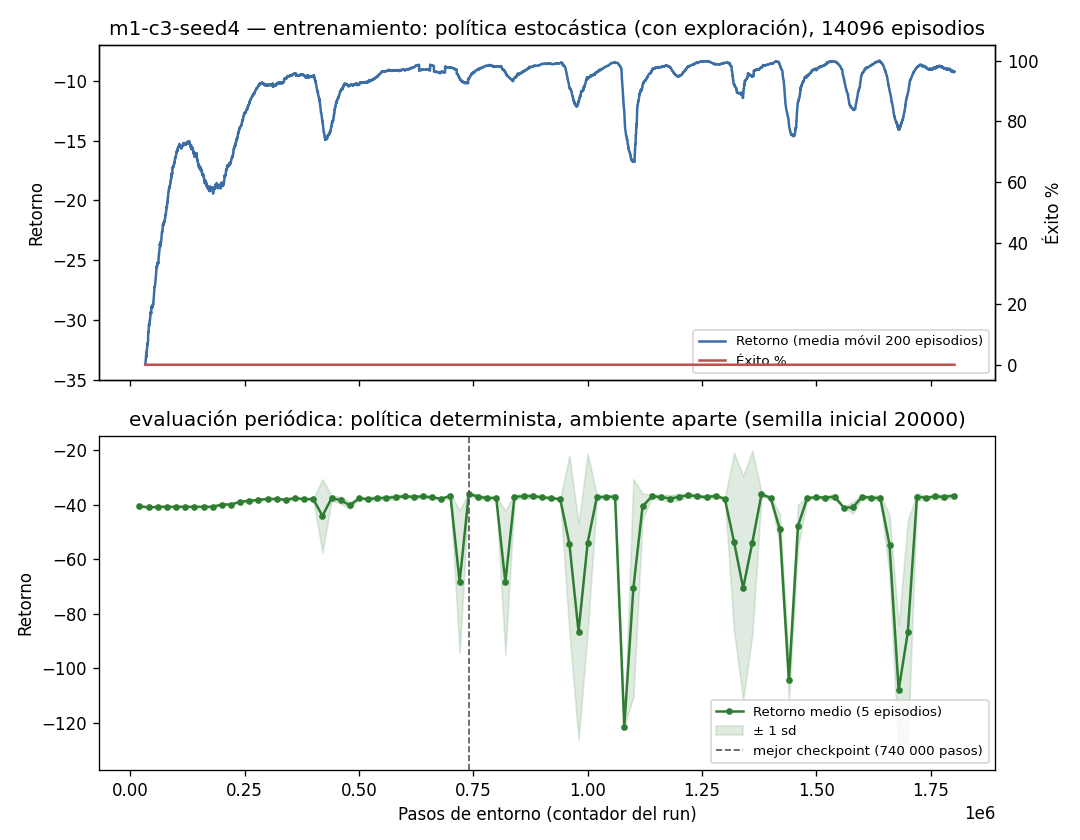 m1-c3-seed4 — entrenamiento: política estocástica (con exploración), 14096 episodios
−10
−15
−20
−25
−30
−35
Retorno
100
80
60
40
20
0
Éxito %
Retorno (media móvil 200 episodios)
Éxito %
evaluación periódica: política determinista, ambiente aparte (semilla inicial 20000)
−20
−40
−60
−80
−100
−120
Retorno
Retorno medio (5 episodios)
± 1 sd
mejor checkpoint (740 000 pasos)
0.00 0.25 0.50 0.75 1.00 1.25 1.50 1.75
1e6
Pasos de entorno (contador del run)